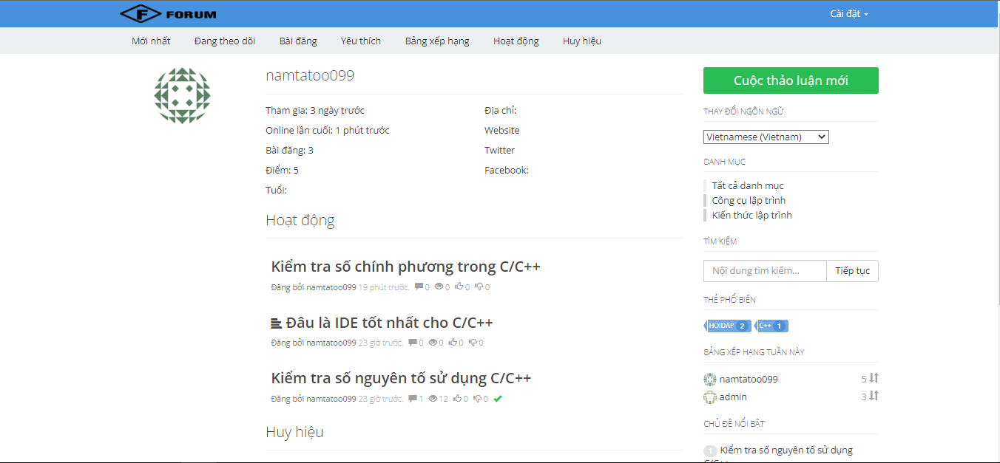 F FORUM
Cài đặt
Mới nhất Đang theo dõi Bài đăng Yêu thích Bảng xếp hạng Hoạt động Huy hiệu
namtatoo099
Tham gia: 3 ngày trước
Online lần cuối: 1 phút trước
Bài đăng: 3
Điểm: 5
Tuổi:
Địa chỉ:
Website
Twitter
Facebook:
Hoạt động
Kiểm tra số chính phương trong C/C++
Đăng bởi namtatoo099 19 phút trước. 0 0 0 0
Đâu là IDE tốt nhất cho C/C++
Đăng bởi namtatoo099 23 giờ trước. 0 0 0 0
Kiểm tra số nguyên tố sử dụng C/C++
Đăng bởi namtatoo099 23 giờ trước. 1 12 0 0
Huy hiệu
Cuộc thảo luận mới
THAY ĐỔI NGÔN NGỮ
Vietnamese (Vietnam)
DANH MỤC
Tất cả danh mục
Công cụ lập trình
Kiến thức lập trình
TÌM KIẾM
Nội dung tìm kiếm... Tiếp tục
THẺ PHỔ BIẾN
HOIDAP 2 C++ 1
BẢNG XẾP HẠNG TUẦN NÀY
namtatoo099 5
admin 3
CHỦ ĐỀ NỔI BẬT
1 Kiểm tra số nguyên tố sử dụng
C/C++